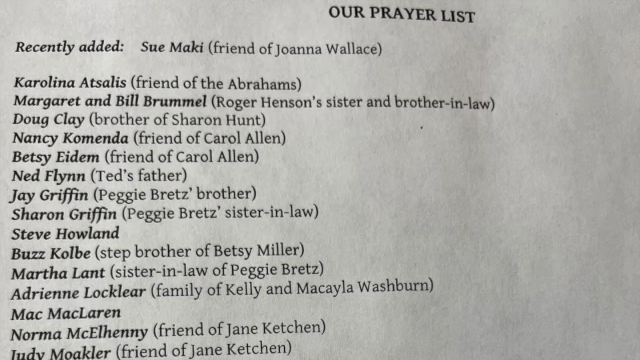 OUR PRAYER LIST
Recently added: Sue Maki (friend of Joanna Wallace)
Karolina Atsalis (friend of the Abrahams)
Margaret and Bill Brummel (Roger Henson's sister and brother-in-law)
Doug Clay (brother of Sharon Hunt)
Nancy Komenda (friend of Carol Allen)
Betsy Eidem (friend of Carol Allen)
Ned Flynn (Ted's father)
Jay Griffin (Peggie Bretz' brother)
Sharon Griffin (Peggie Bretz' sister-in-law)
Steve Howland
Buzz Kolbe (step brother of Betsy Miller)
Martha Lant (sister-in-law of Peggie Bretz)
Adrienne Locklear (family of Kelly and Macayla Washburn)
Mac MacLaren
Norma McElhenny (friend of Jane Ketchen)
Judy Moakler (friend of Jane Ketchen)